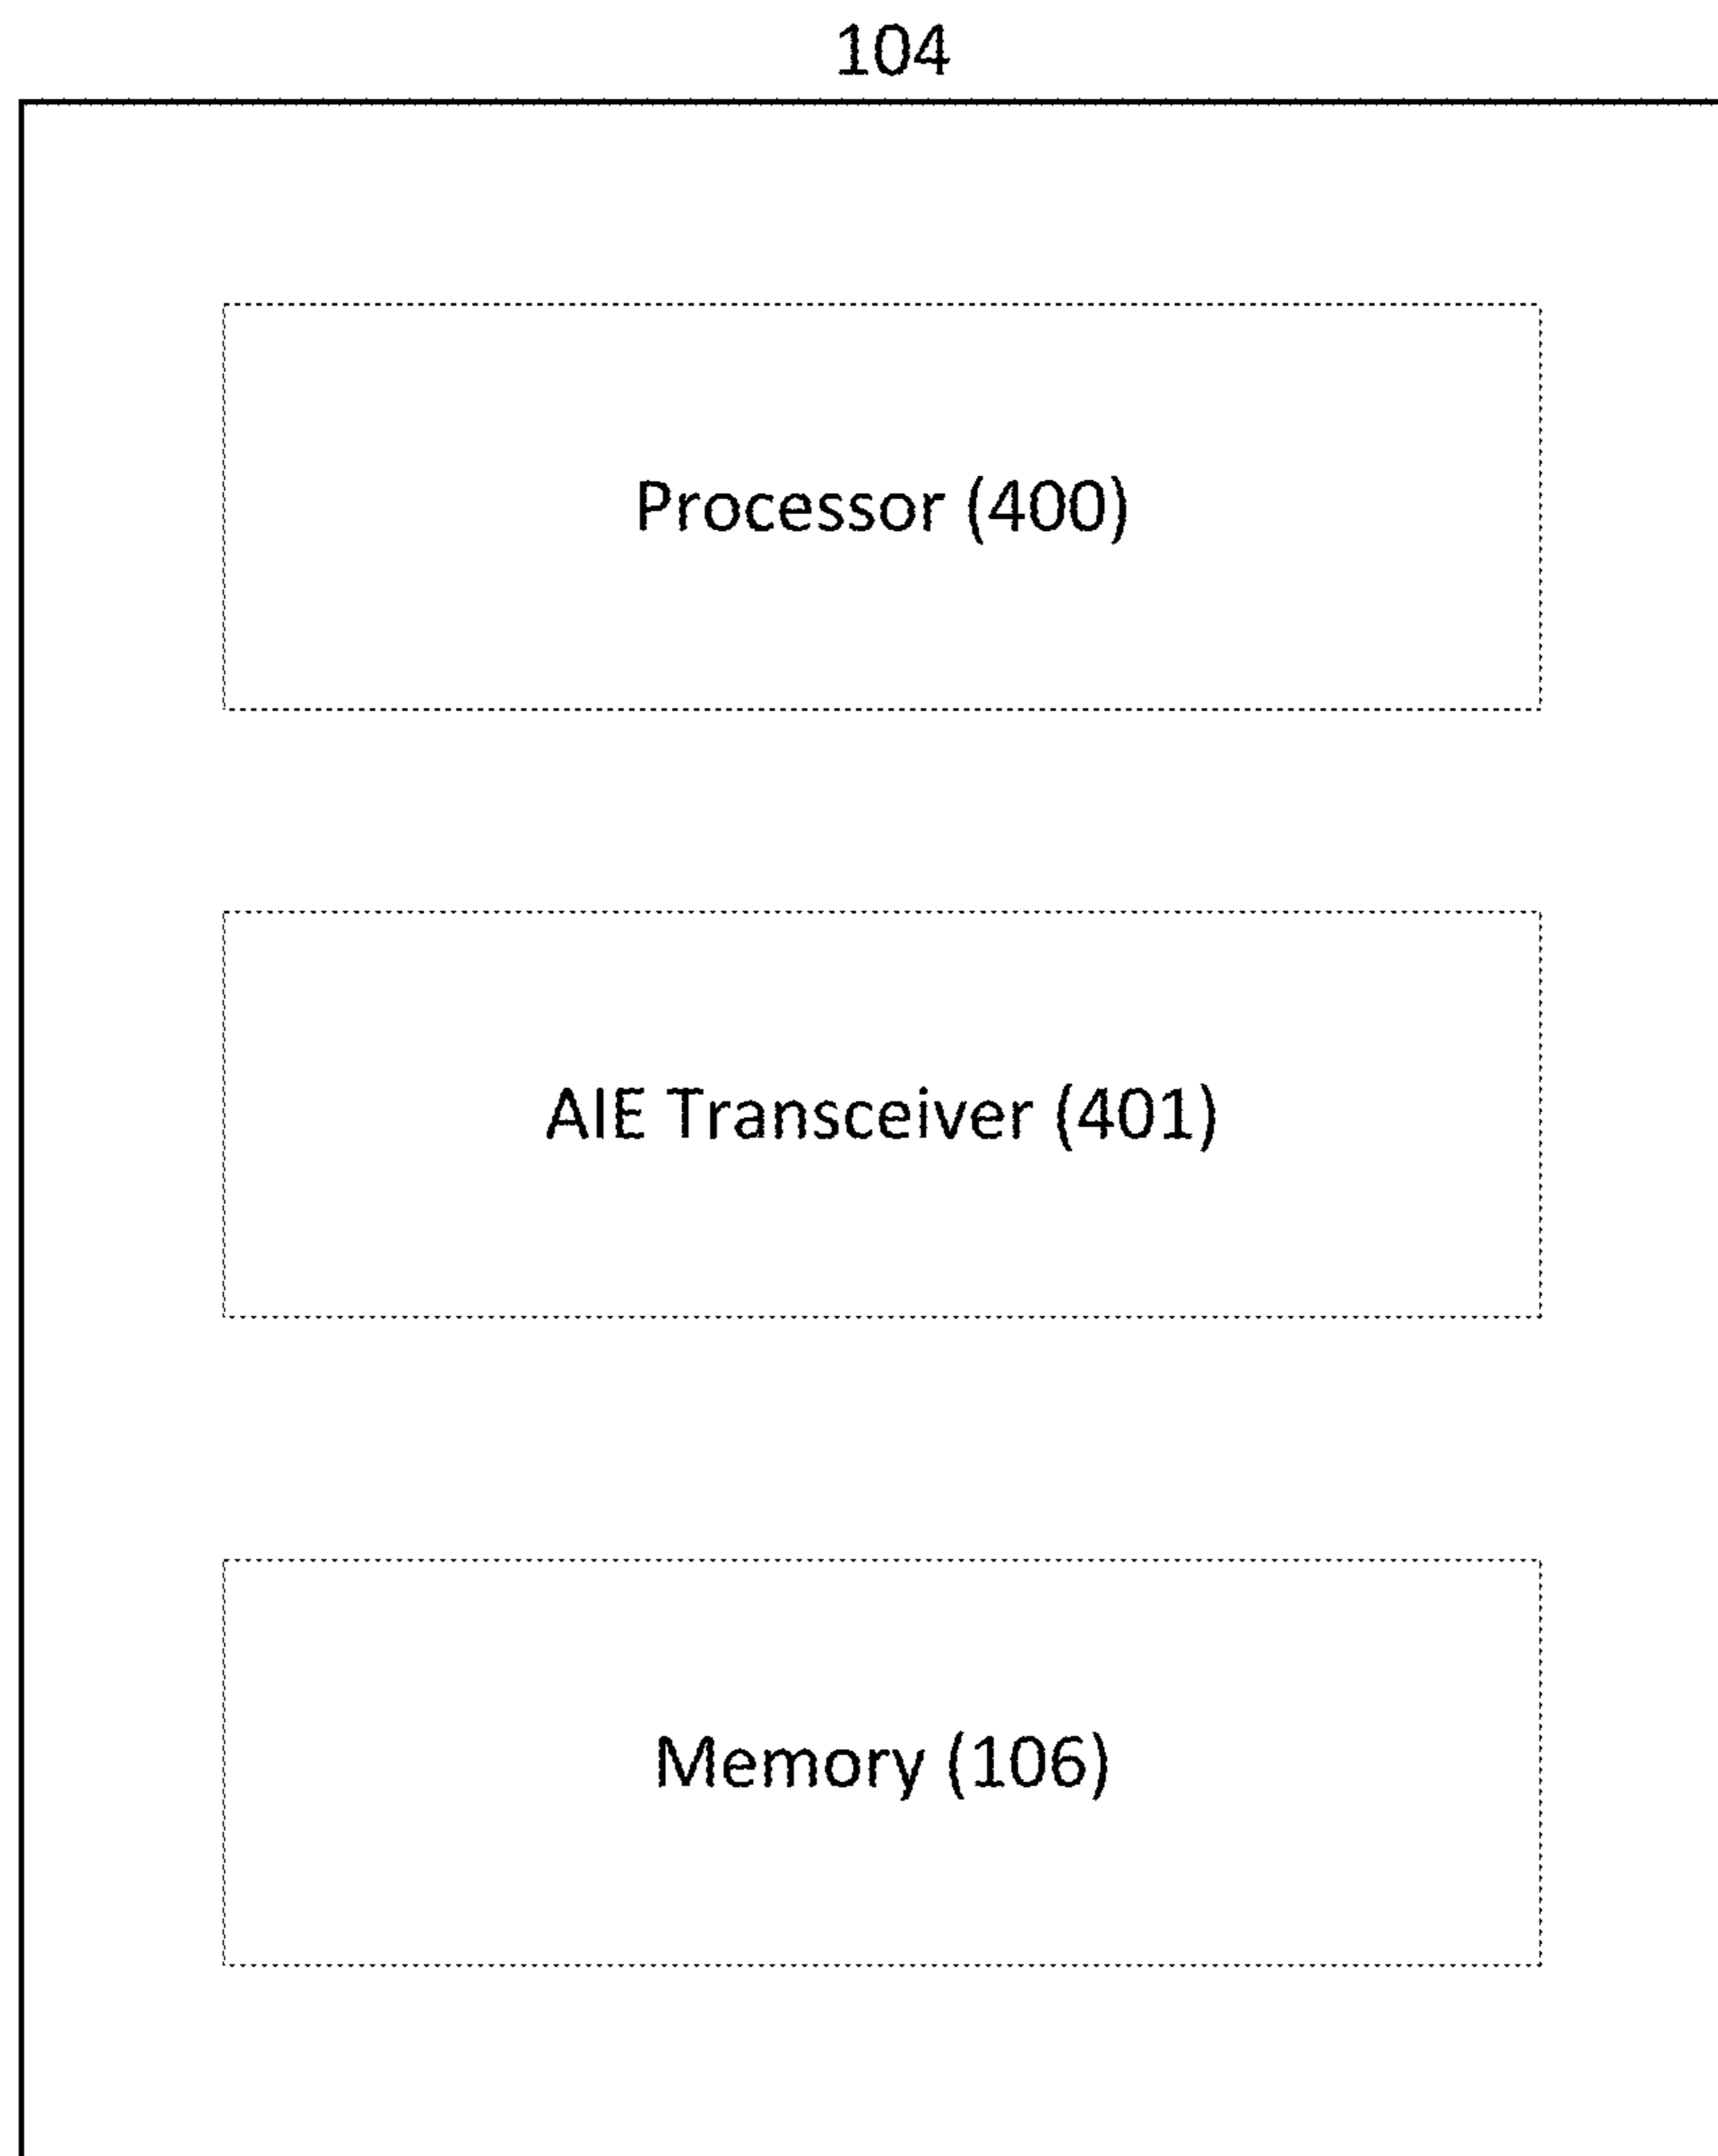 104
Processor (400)
AIE Transceiver (401)
Memory (106)